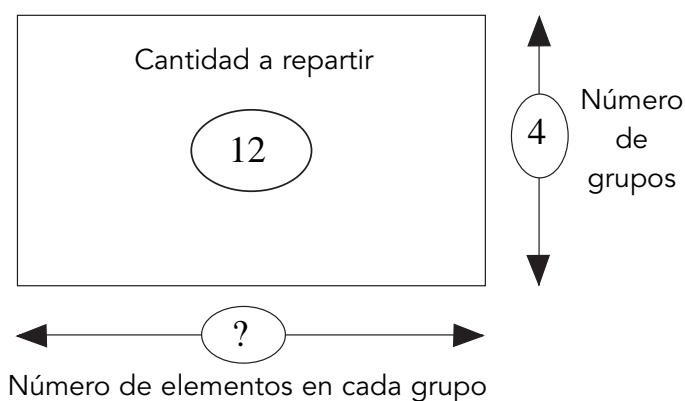 Cantidad a repartir
12
4
Número
de
grupos
?
Número de elementos en cada grupo